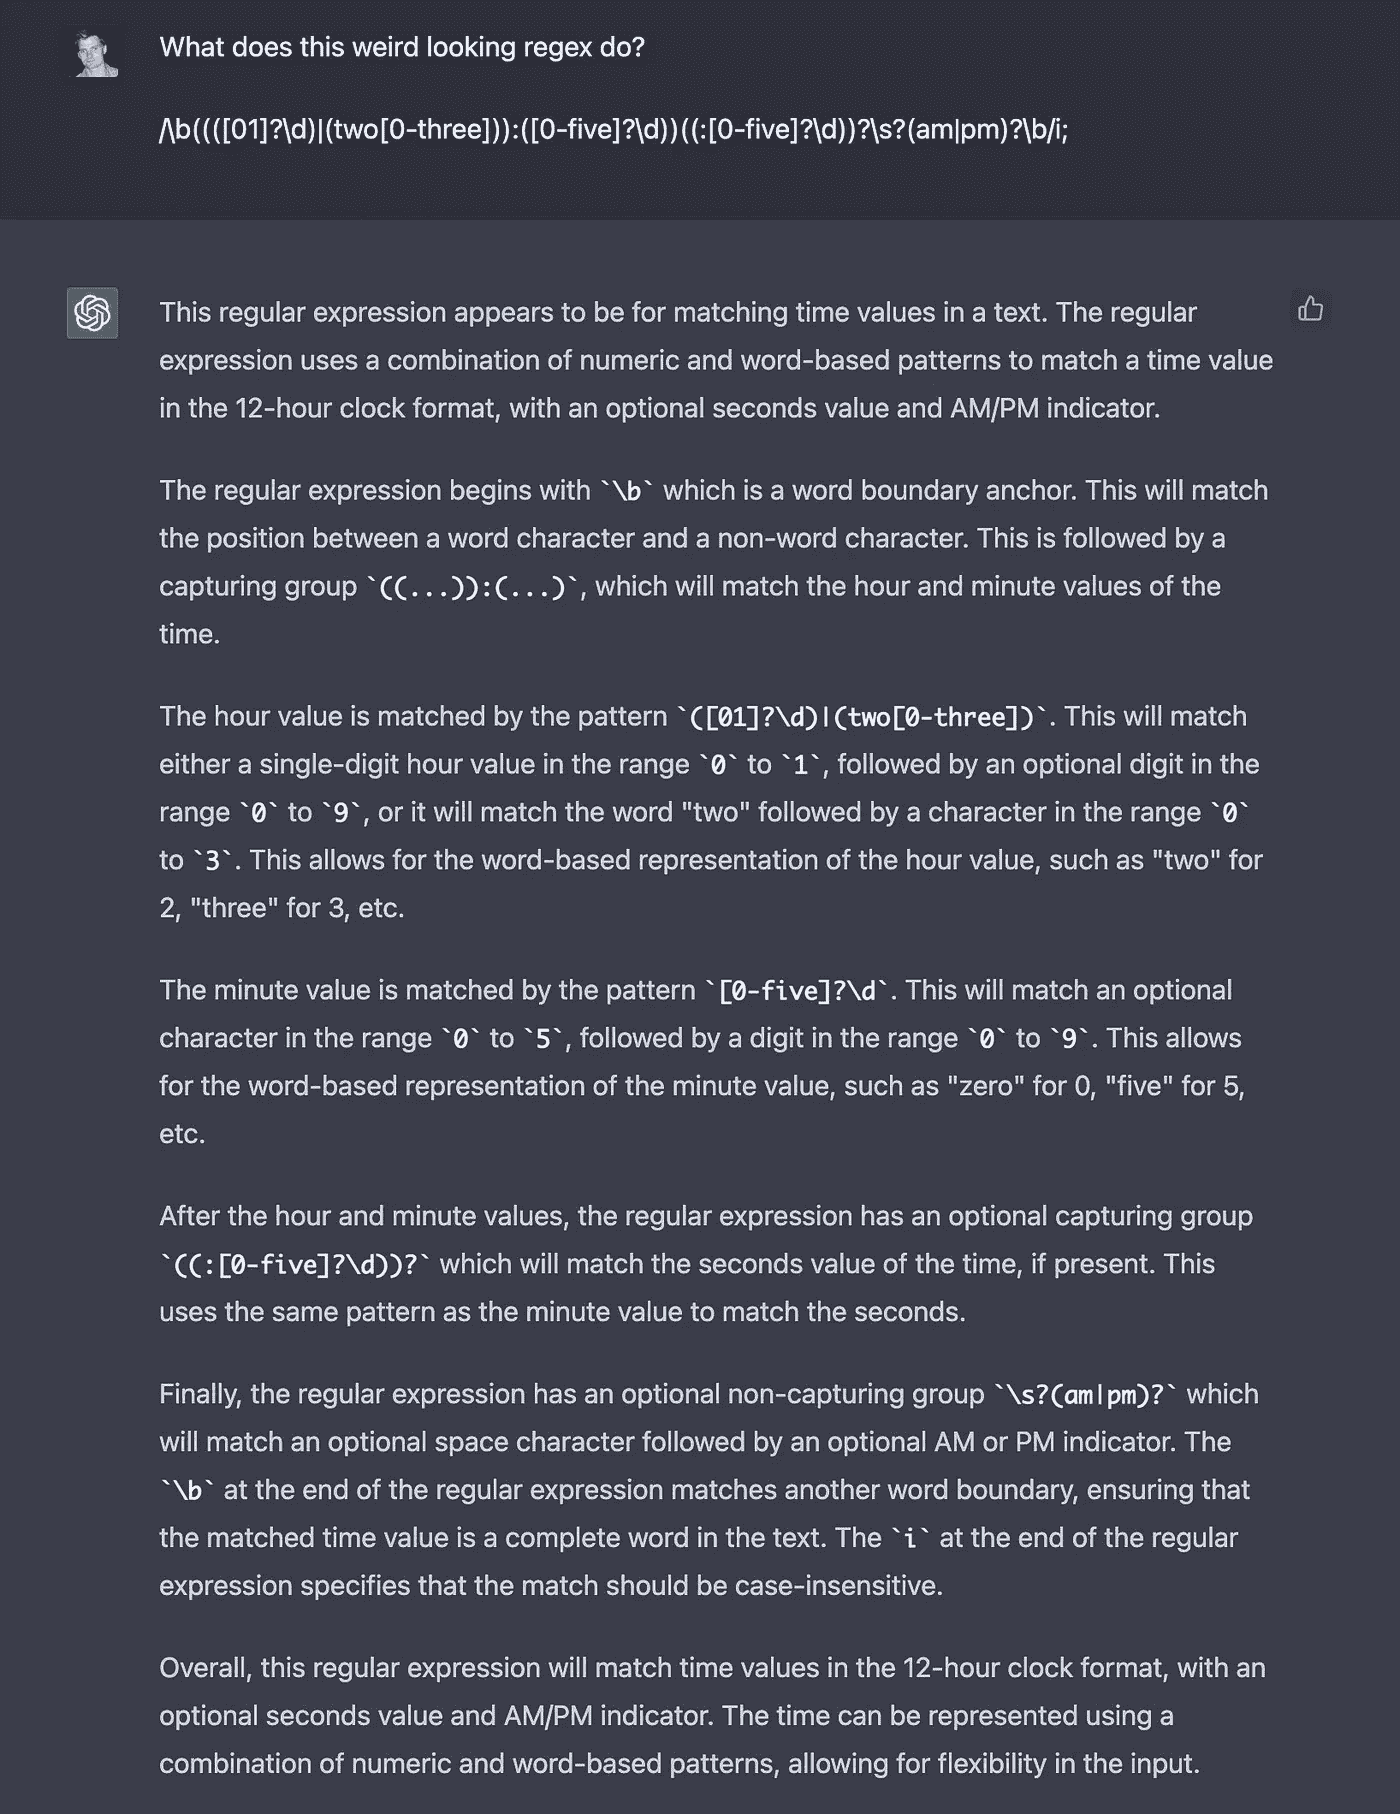 What does this weird looking regex do?
/\b((([01]?\d)|(two[0-three])):([0-five]?\d))((:[0-five]?\d))?\s?(am|pm)?\b/i;
This regular expression appears to be for matching time values in a text. The regular
expression uses a combination of numeric and word-based patterns to match a time value
in the 12-hour clock format, with an optional seconds value and AM/PM indicator.
The regular expression begins with `\b` which is a word boundary anchor. This will match
the position between a word character and a non-word character. This is followed by a
capturing group `((...)):(...)`, which will match the hour and minute values of the
time.
The hour value is matched by the pattern `([01]?\d)|(two[0-three])`. This will match
either a single-digit hour value in the range `0` to `1`, followed by an optional digit in the
range `0` to `9`, or it will match the word "two" followed by a character in the range `0`
to `3`. This allows for the word-based representation of the hour value, such as "two" for
2, "three" for 3, etc.
The minute value is matched by the pattern `[0-five]?\d`. This will match an optional
character in the range `0` to `5`, followed by a digit in the range `0` to `9`. This allows
for the word-based representation of the minute value, such as "zero" for 0, "five" for 5,
etc.
After the hour and minute values, the regular expression has an optional capturing group
`((:[0-five]?\d))?` which will match the seconds value of the time, if present. This
uses the same pattern as the minute value to match the seconds.
Finally, the regular expression has an optional non-capturing group `\s?(am|pm)?` which
will match an optional space character followed by an optional AM or PM indicator. The
`\b` at the end of the regular expression matches another word boundary, ensuring that
the matched time value is a complete word in the text. The `i` at the end of the regular
expression specifies that the match should be case-insensitive.
Overall, this regular expression will match time values in the 12-hour clock format, with an
optional seconds value and AM/PM indicator. The time can be represented using a
combination of numeric and word-based patterns, allowing for flexibility in the input.